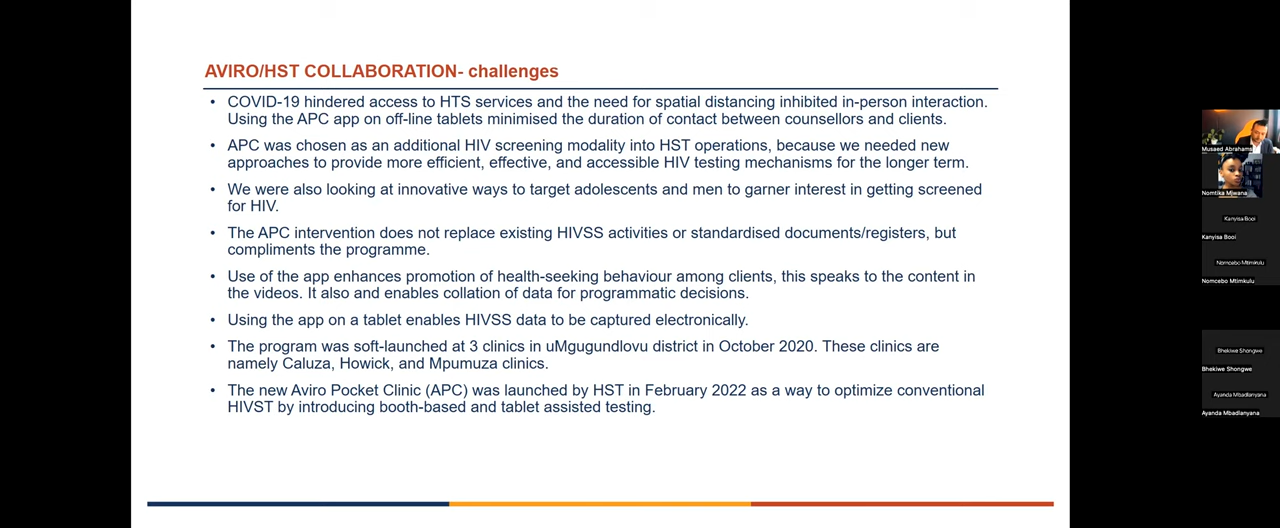 AVIRO/HST COLLABORATION- challenges
• COVID-19 hindered access to HTS services and the need for spatial distancing inhibited in-person interaction.
Using the APC app on off-line tablets minimised the duration of contact between counsellors and clients.
• APC was chosen as an additional HIV screening modality into HST operations, because we needed new
approaches to provide more efficient, effective, and accessible HIV testing mechanisms for the longer term.
• We were also looking at innovative ways to target adolescents and men to garner interest in getting screened
for HIV.
• The APC intervention does not replace existing HIVSS activities or standardised documents/registers, but
compliments the programme.
• Use of the app enhances promotion of health-seeking behaviour among clients, this speaks to the content in
the videos. It also and enables collation of data for programmatic decisions.
• Using the app on a tablet enables HIVSS data to be captured electronically.
• The program was soft-launched at 3 clinics in uMgugundlovu district in October 2020. These clinics are
namely Caluza, Howick, and Mpumuza clinics.
• The new Aviro Pocket Clinic (APC) was launched by HST in February 2022 as a way to optimize conventional
HIVST by introducing booth-based and tablet assisted testing.
Musaed Abrahams
Nomtika Mjwana
Kanyisa Booi
Kanyisa Booi
Nomcebo Mtimkulu
Nomcebo Mtimkulu
Bhekiwe Shongwe
Bhekiwe Shongwe
Ayanda Mbadlanyana
Ayanda Mbadlanyana